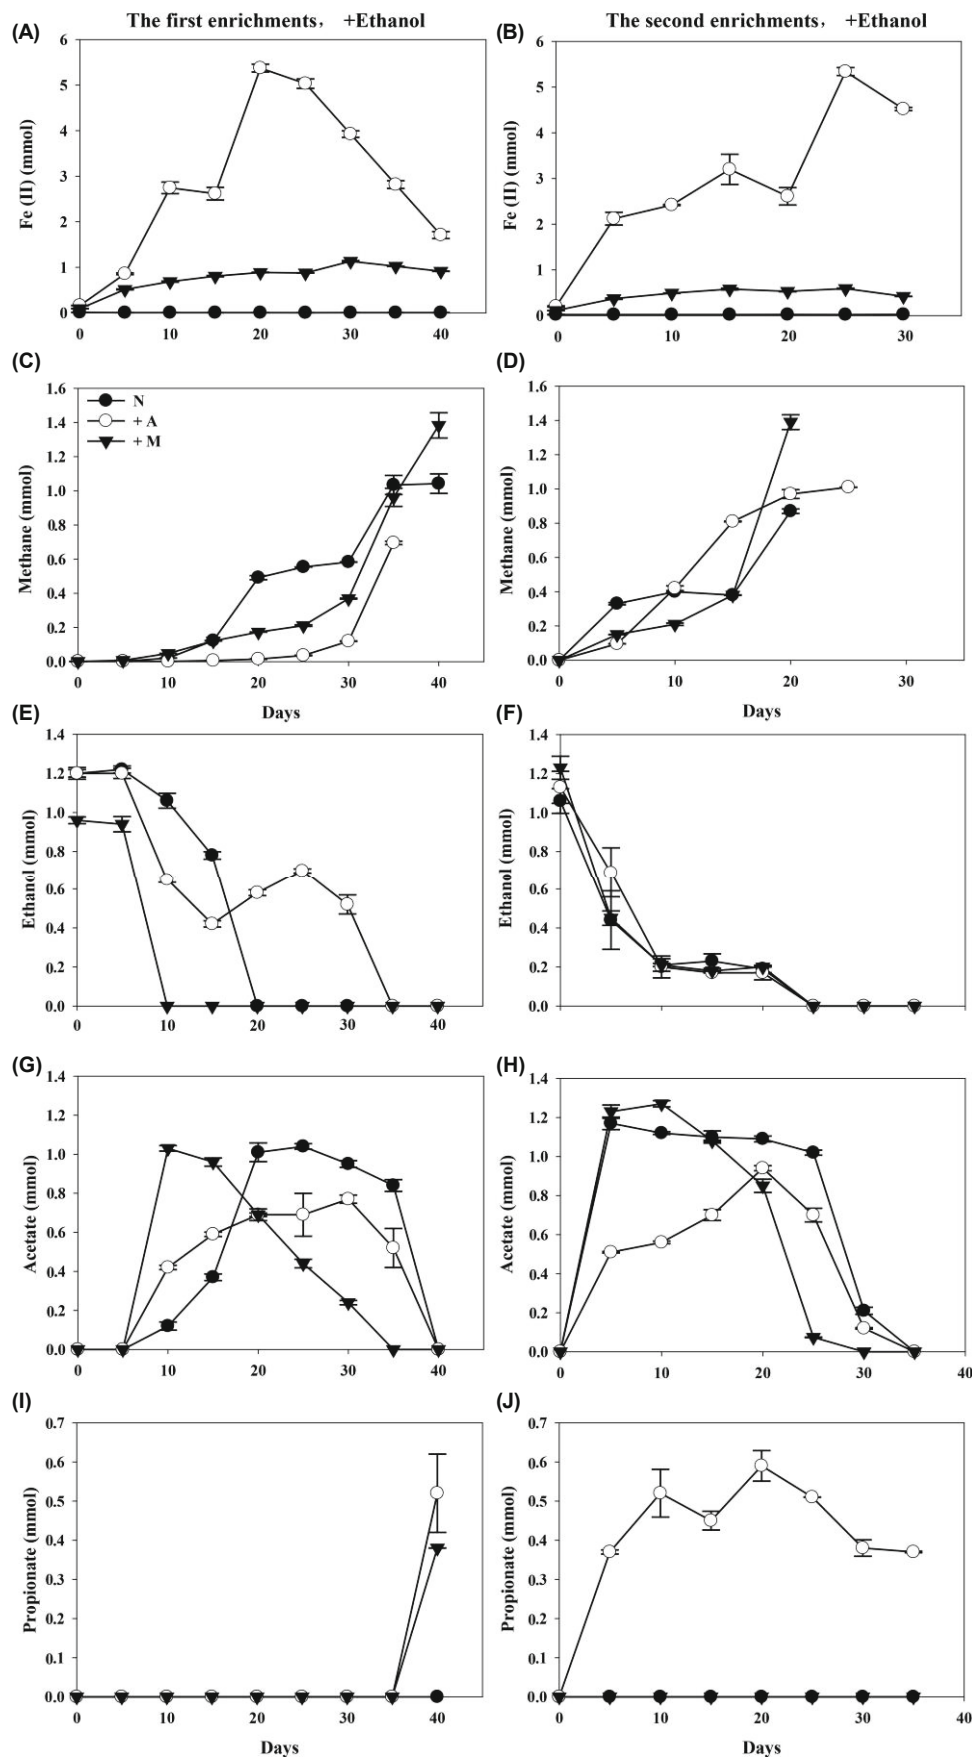 The first enrichments, +Ethanol
The second enrichments, +Ethanol
(A)
6
5
4
3
2
1
0
Fe (II) (mmol)
0 10 20 30 40
(B)
6
5
4
3
2
1
0
Fe (II) (mmol)
0 10 20 30
(C)
1.6
1.4
1.2
1.0
0.8
0.6
0.4
0.2
0.0
Methane (mmol)
N
+ A
+ M
0 10 20 30 40
Days
(D)
1.6
1.4
1.2
1.0
0.8
0.6
0.4
0.2
0.0
Methane (mmol)
0 10 20 30
Days
(E)
1.4
1.2
1.0
0.8
0.6
0.4
0.2
0.0
Ethanol (mmol)
0 10 20 30 40
(F)
1.4
1.2
1.0
0.8
0.6
0.4
0.2
0.0
Ethanol (mmol)
(G)
1.4
1.2
1.0
0.8
0.6
0.4
0.2
0.0
Acetate (mmol)
0 10 20 30 40
(H)
1.4
1.2
1.0
0.8
0.6
0.4
0.2
0.0
Acetate (mmol)
0 10 20 30 40
(I)
0.7
0.6
0.5
0.4
0.3
0.2
0.1
0.0
Propionate (mmol)
0 10 20 30 40
Days
(J)
0.7
0.6
0.5
0.4
0.3
0.2
0.1
0.0
Propionate (mmol)
0 10 20 30 40
Days